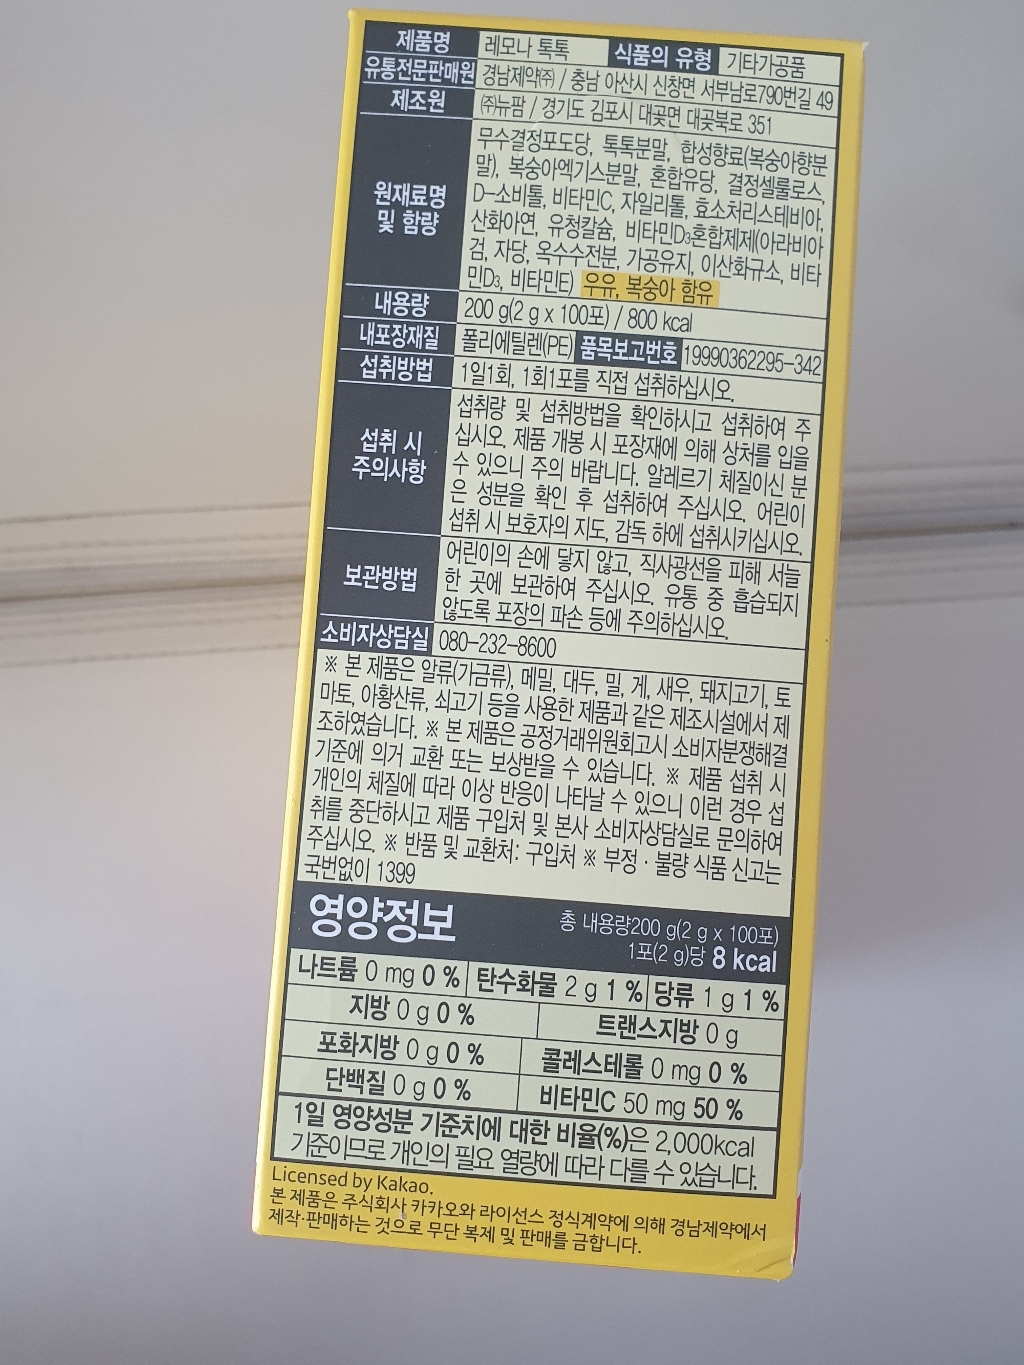 제품명 레모나 톡톡 식품의 유형 기타가공품
유통전문판매원 경남제약㈜ / 충남 아산시 신창면 서부남로790번길 49
제조원 ㈜뉴팜 / 경기도 김포시 대곶면 대곶북로 351
원재료명 및 함량
무수결정포도당, 톡톡분말, 합성향료(복숭아향분
말), 복숭아엑기스분말, 혼합유당, 결정셀룰로스,
D-소비톨, 비타민C, 자일리톨, 효소처리스테비아,
산화아연, 유청칼슘, 비타민D₃혼합제제(아라비아
검, 자당, 옥수수전분, 가공유지, 이산화규소, 비타
민D₃, 비타민E) 우유, 복숭아 함유
내용량 200 g(2 g x 100포) / 800 kcal
내포장재질 폴리에틸렌(PE) 품목보고번호 19990362295-342
섭취방법 1일1회, 1회1포를 직접 섭취하십시오.
섭취 시 주의사항
섭취량 및 섭취방법을 확인하시고 섭취하여 주
십시오. 제품 개봉 시 포장재에 의해 상처를 입을
수 있으니 주의 바랍니다. 알레르기 체질이신 분
은 성분을 확인 후 섭취하여 주십시오. 어린이
섭취 시 보호자의 지도, 감독 하에 섭취시키십시오.
보관방법
어린이의 손에 닿지 않고, 직사광선을 피해 서늘
한 곳에 보관하여 주십시오. 유통 중 흡습되지
않도록 포장의 파손 등에 주의하십시오.
소비자상담실 080-232-8600
※ 본 제품은 알류(가금류), 메밀, 대두, 밀, 게, 새우, 돼지고기, 토
마토, 아황산류, 쇠고기 등을 사용한 제품과 같은 제조시설에서 제
조하였습니다. ※ 본 제품은 공정거래위원회고시 소비자분쟁해결
기준에 의거 교환 또는 보상받을 수 있습니다. ※ 제품 섭취 시
개인의 체질에 따라 이상 반응이 나타날 수 있으니 이런 경우 섭
취를 중단하시고 제품 구입처 및 본사 소비자상담실로 문의하여
주십시오. ※ 반품 및 교환처: 구입처 ※ 부정 · 불량 식품 신고는
국번없이 1399
영양정보 총 내용량200 g(2 g x 100포)
1포(2 g)당 8 kcal
나트륨 0 mg 0 % 탄수화물 2 g 1 % 당류 1 g 1 %
지방 0 g 0 % 트랜스지방 0 g
포화지방 0 g 0 % 콜레스테롤 0 mg 0 %
단백질 0 g 0 % 비타민C 50 mg 50 %
1일 영양성분 기준치에 대한 비율(%)은 2,000kcal
기준이므로 개인의 필요 열량에 따라 다를 수 있습니다.
Licensed by Kakao.
본 제품은 주식회사 카카오와 라이선스 정식계약에 의해 경남제약에서
제작·판매하는 것으로 무단 복제 및 판매를 금합니다.